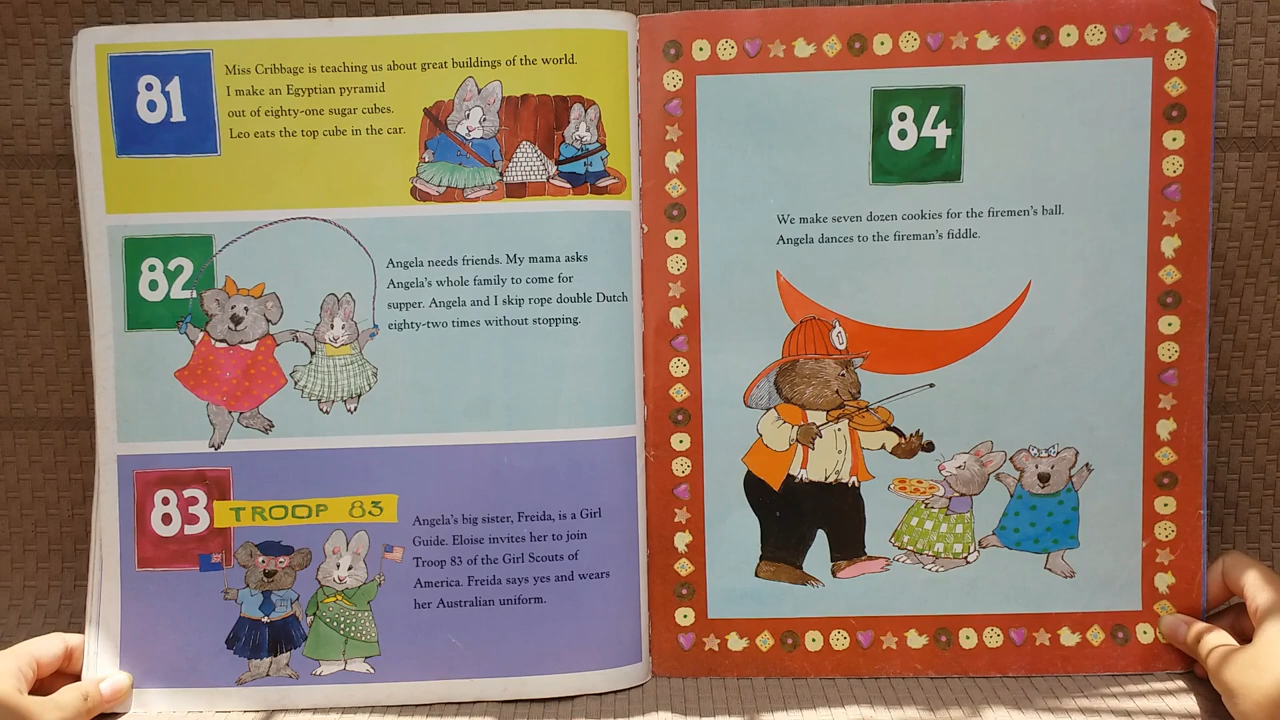 81
Miss Cribbage is teaching us about great buildings of the world.
I make an Egyptian pyramid
out of eighty-one sugar cubes.
Leo eats the top cube in the car.
82
Angela needs friends. My mama asks
Angela's whole family to come for
supper. Angela and I skip rope double Dutch
eighty-two times without stopping.
83
TROOP 83
Angela's big sister, Freida, is a Girl
Guide. Eloise invites her to join
Troop 83 of the Girl Scouts of
America. Freida says yes and wears
her Australian uniform.
84
We make seven dozen cookies for the firemen's ball.
Angela dances to the fireman's fiddle.
1